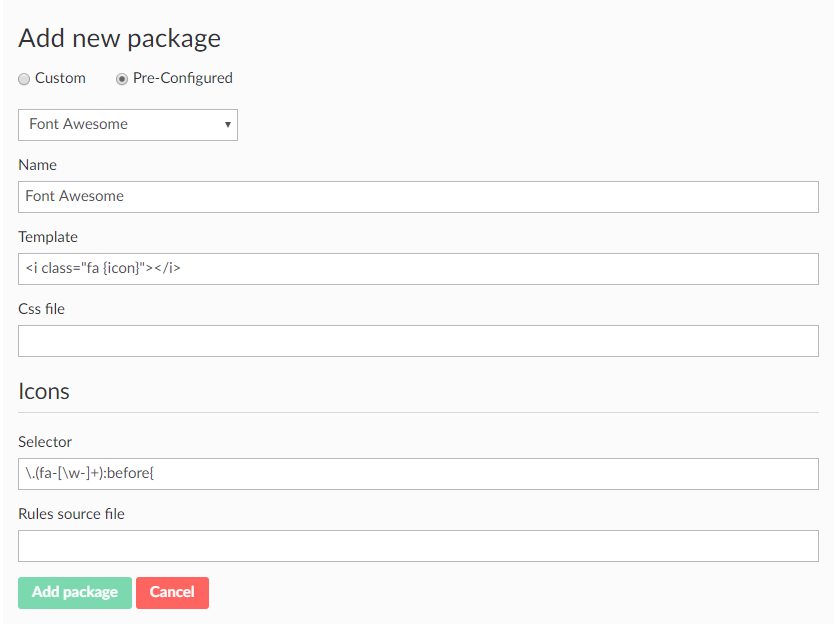 Add new package
Custom Pre-Configured
Font Awesome
Name
Font Awesome
Template
<i class="fa {icon}"></i>
Css file
Icons
Selector
\.(fa-[\w-]+):before{
Rules source file
Add package Cancel